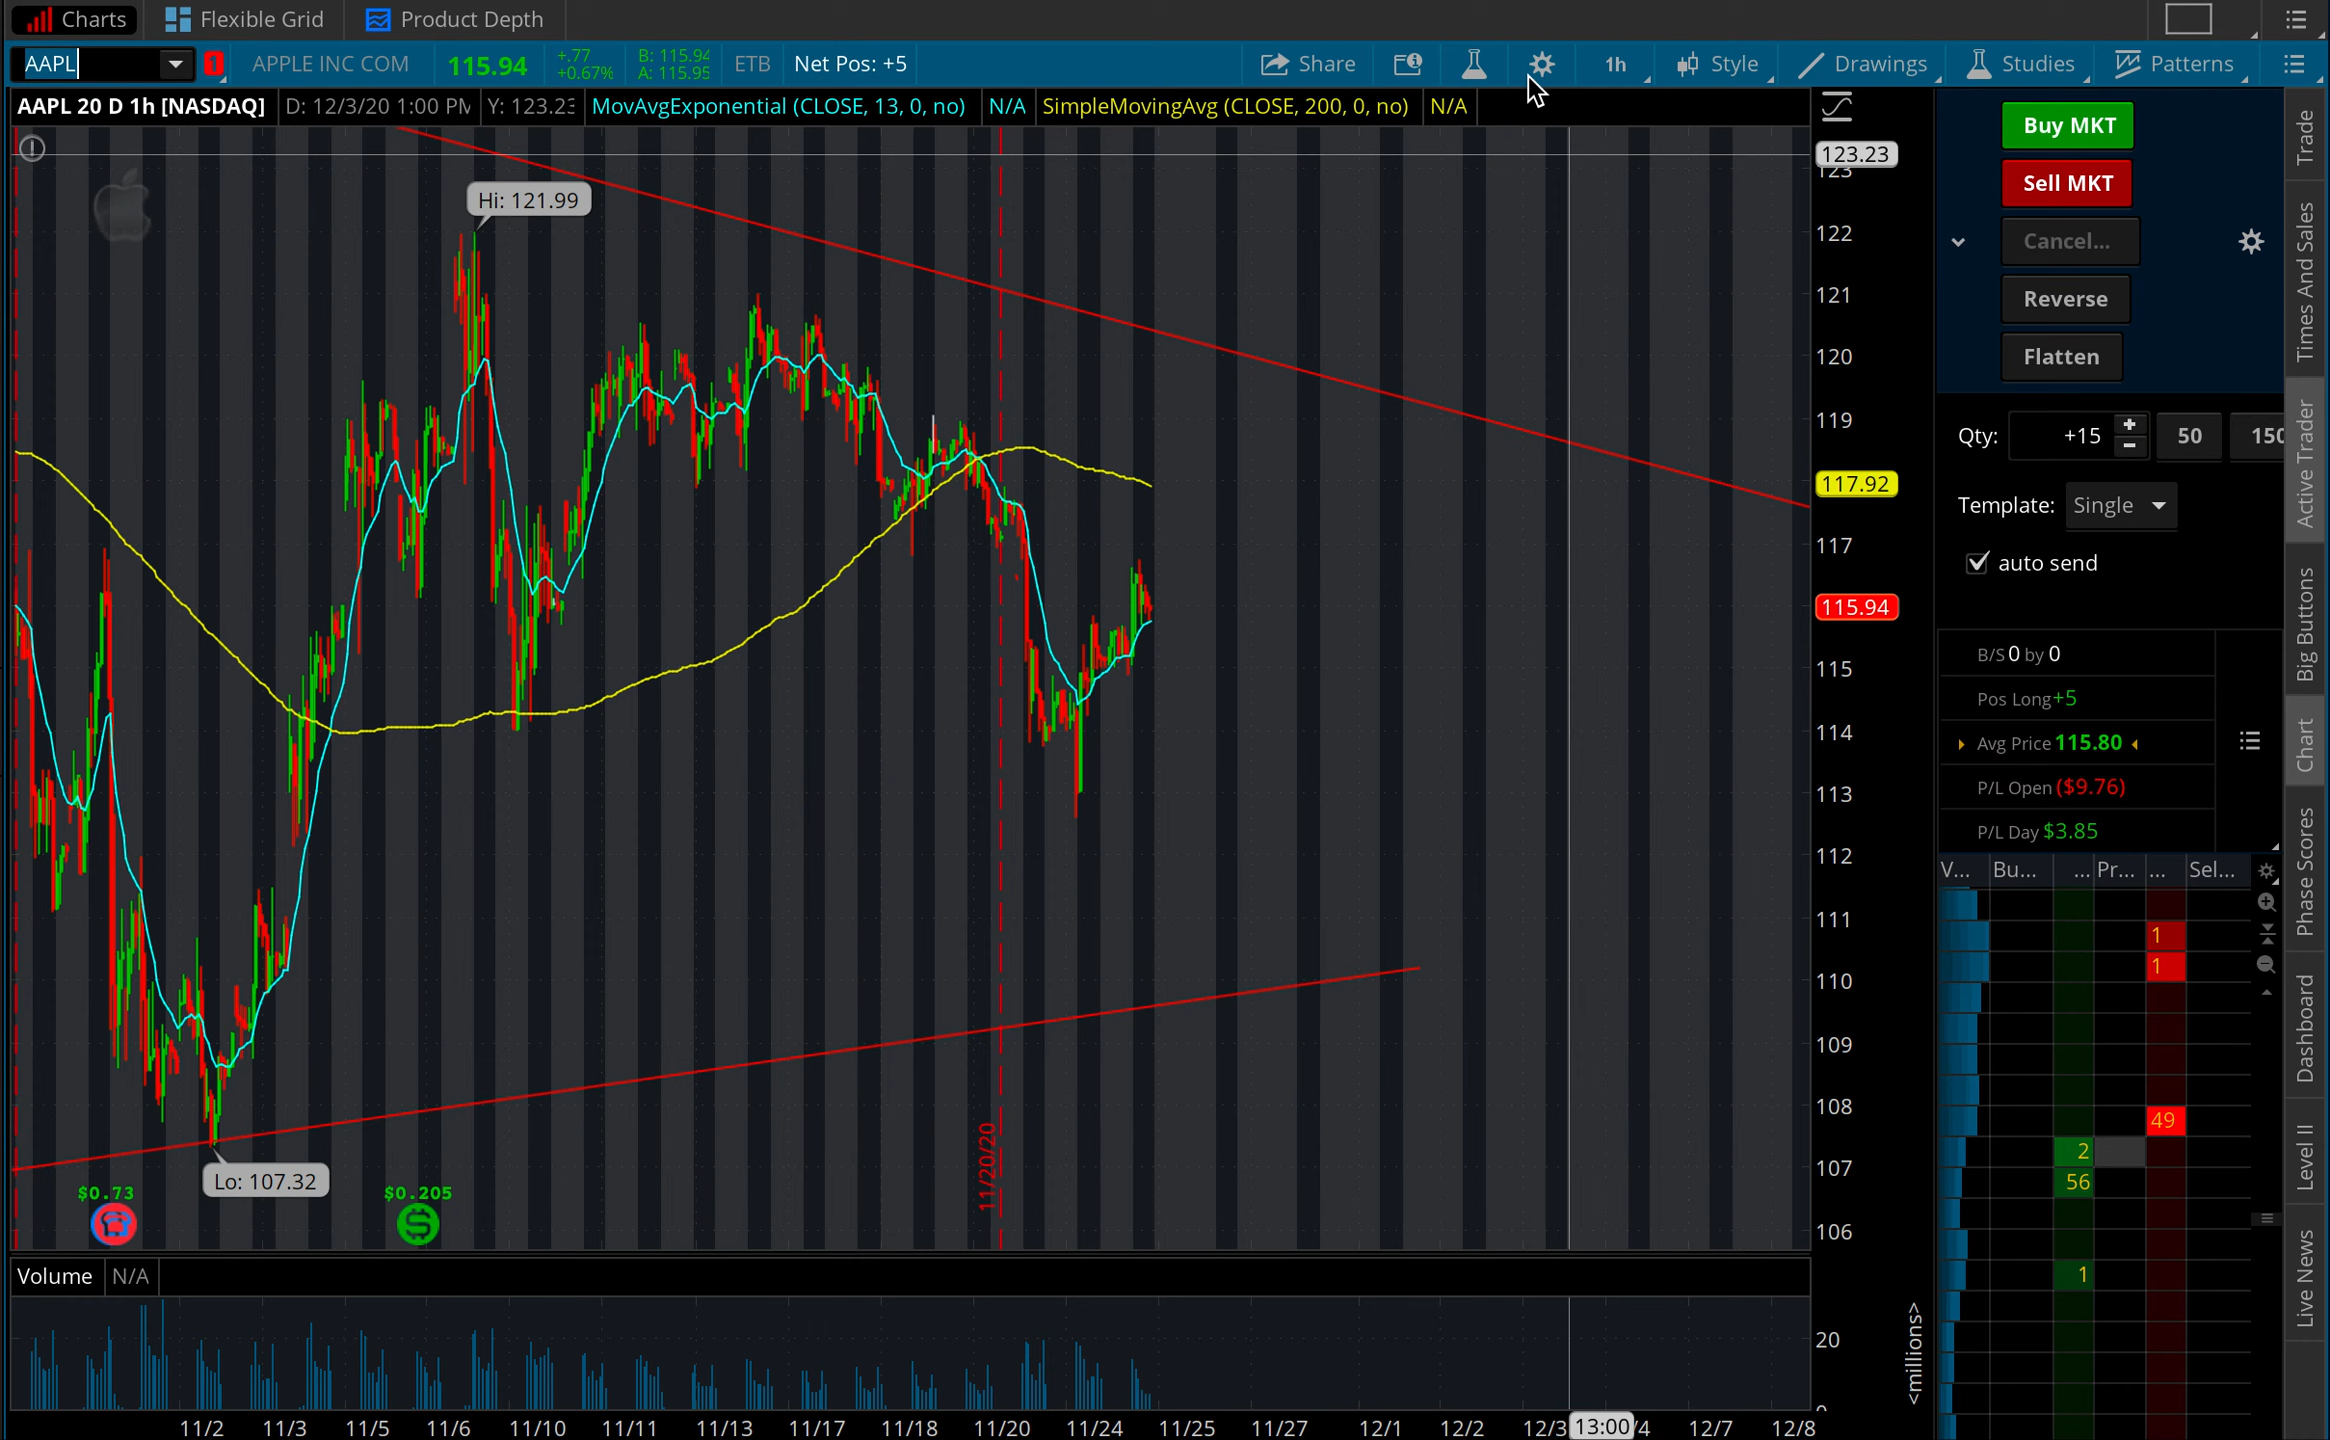 Charts
Flexible Grid
Product Depth
AAPL
1
APPLE INC COM
115.94
+.77
+0.67%
B: 115.94
A: 115.95
ETB
Net Pos: +5
Share
1h
Style
Drawings
Studies
Patterns
AAPL 20 D 1h [NASDAQ]
D: 12/3/20 1:00 PM
Y: 123.23
MovAvgExponential (CLOSE, 13, 0, no)
N/A
SimpleMovingAvg (CLOSE, 200, 0, no)
N/A
Hi: 121.99
Lo: 107.32
$0.73
$0.205
11/20/20
123.23
123
122
121
120
119
117.92
117
115.94
115
114
113
112
111
110
109
108
107
106
Volume
N/A
20
0
<millions>
11/2
11/3
11/5
11/6
11/10
11/11
11/13
11/17
11/18
11/20
11/24
11/25
11/27
12/1
12/2
12/3
13:00
/4
12/7
12/8
Buy MKT
Sell MKT
Cancel...
Reverse
Flatten
Qty:
+15
+
-
50
150
Template:
Single
auto send
B/S 0 by 0
Pos Long +5
Avg Price 115.80
P/L Open ($9.76)
P/L Day $3.85
V...
Bu...
...
Pr...
...
Sel...
1
1
49
2
56
1
Trade
Times And Sales
Active Trader
Big Buttons
Chart
Phase Scores
Dashboard
Level II
Live News